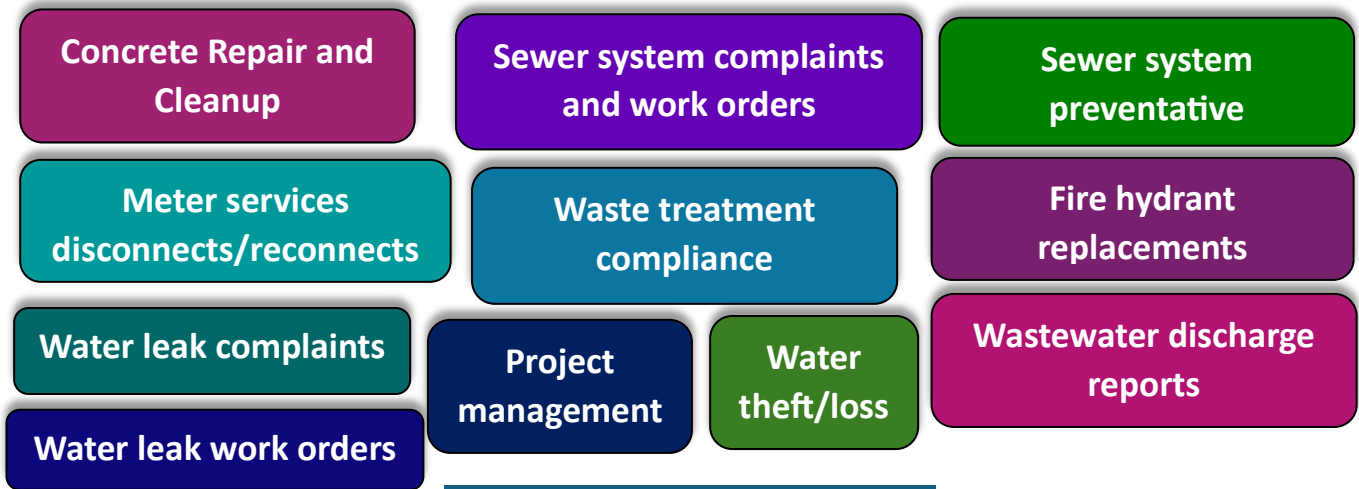 Concrete Repair and
Cleanup
Sewer system complaints
and work orders
Sewer system
preventative
Meter services
disconnects/reconnects
Waste treatment
compliance
Fire hydrant
replacements
Water leak complaints
Project
management
Water
theft/loss
Wastewater discharge
reports
Water leak work orders